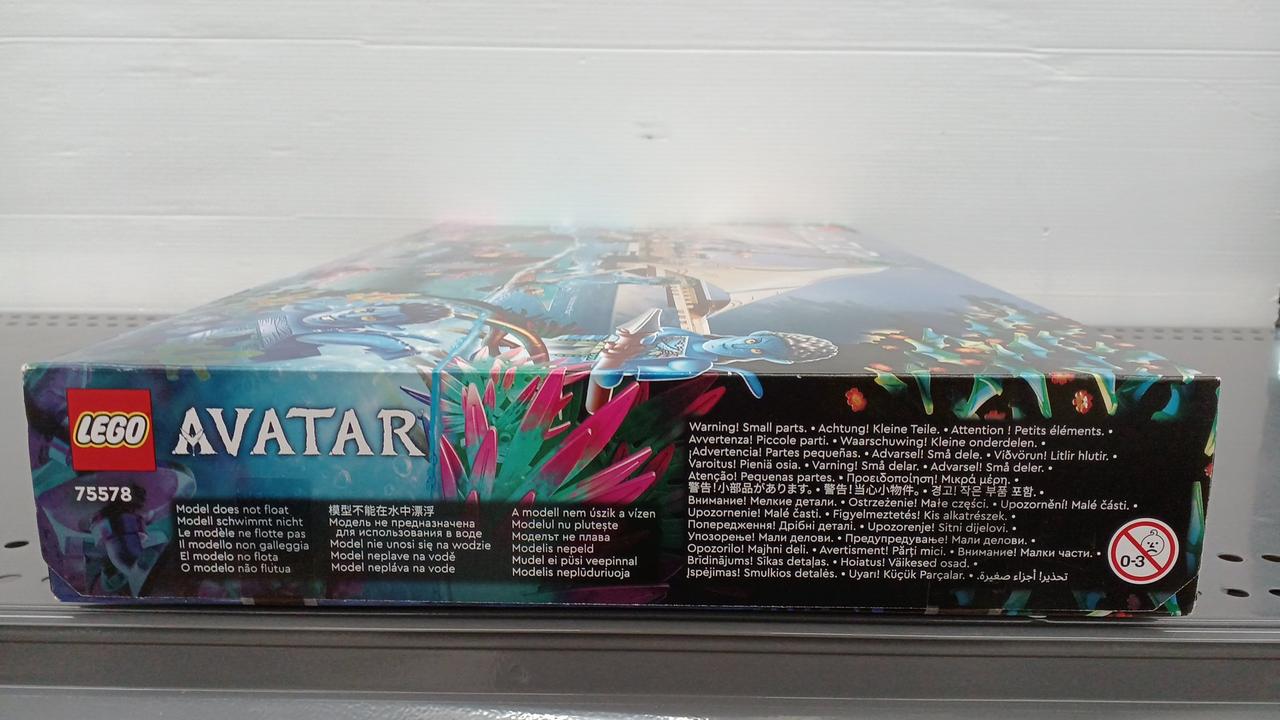 LEGO
AVATAR
75578
Model does not float
Modell schwimmt nicht
Le modèle ne flotte pas
Il modello non galleggia
El modelo no flota
O modelo não flutua
模型不能在水中漂浮
Модель не предназначена
для использования в воде
Model nie unosi się na wodzie
Model neplave na vodě
Model nepláva na vode
A modell nem úszik a vízen
Modelul nu plutește
Моделът не плава
Modelis nepeld
Mudel ei püsi veepinnal
Modelis neplūduriuoja
Warning! Small parts. • Achtung! Kleine Teile. • Attention ! Petits éléments. •
Avvertenza! Piccole parti. • Waarschuwing! Kleine onderdelen. •
¡Advertencia! Partes pequeñas. • Advarsel! Små dele. • Viðvörun! Litlir hlutir. •
Varoitus! Pieniä osia. • Varning! Små delar. • Advarsel! Små deler. •
Atenção! Pequenas partes. • Προειδοποίηση! Μικρά μέρη. •
警告!小部品があります。• 警告!当心小物件。• 경고! 작은 부품 포함. •
Внимание! Мелкие детали. • Ostrzeżenie! Małe części. • Upozornění! Malé části. •
Upozornenie! Malé časti. • Figyelmeztetés! Kis alkatrészek. •
Попередження! Дрібні деталі. • Upozorenje! Sitni dijelovi. •
Упозорење! Мали делови. • Предупредување! Мали делови. •
Opozorilo! Majhni deli. • Avertisment! Părți mici. • Внимание! Малки части. •
Brīdinājums! Sīkas detaļas. • Hoiatus! Väikesed osad. •
Įspėjimas! Smulkios detalės. • Uyarı! Küçük Parçalar. • تحذير! أجزاء صغيرة.
0-3